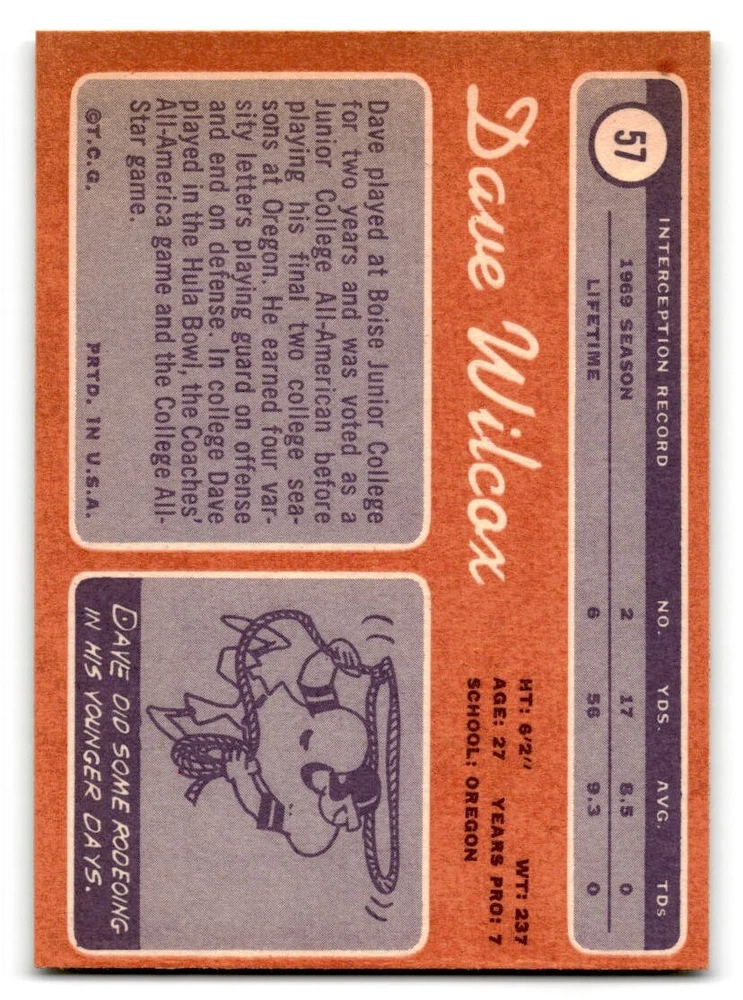 57
INTERCEPTION RECORD NO. YDS. AVG. TDs
1969 SEASON 2 17 8.5 0
LIFETIME 6 56 9.3 0
Dave Wilcox
HT: 6'2" WT: 237
AGE: 27 YEARS PRO: 7
SCHOOL: OREGON
Dave played at Boise Junior College
for two years and was voted as a
Junior College All-American before
playing his final two college sea-
sons at Oregon. He earned four var-
sity letters playing guard on offense
and end on defense. In college Dave
played in the Hula Bowl, the Coaches'
All-America game and the College All-
Star game.
©T.C.G. PRTD. IN U.S.A.
DAVE DID SOME RODEOING
IN HIS YOUNGER DAYS.